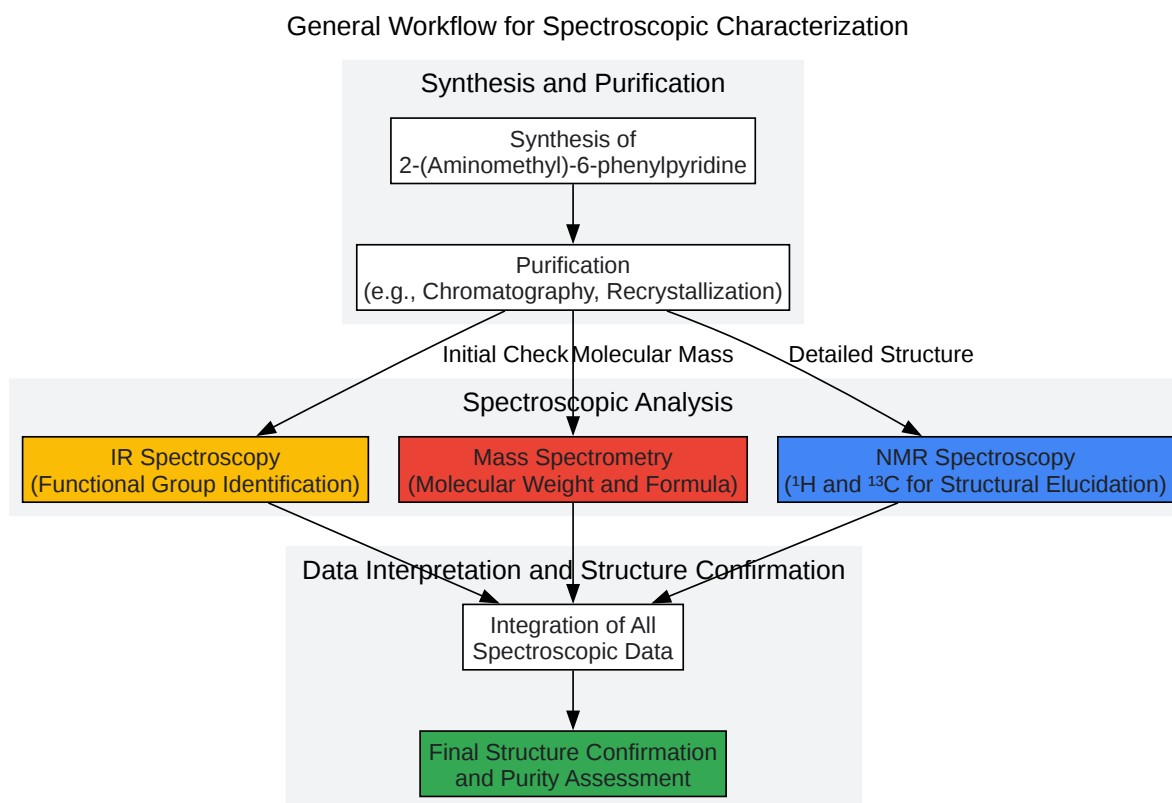 General Workflow for Spectroscopic Characterization
Synthesis and Purification
Synthesis of
2-(Aminomethyl)-6-phenylpyridine
Purification
(e.g., Chromatography, Recrystallization)
Initial Check
Molecular Mass
Detailed Structure
Spectroscopic Analysis
IR Spectroscopy
(Functional Group Identification)
Mass Spectrometry
(Molecular Weight and Formula)
NMR Spectroscopy
(¹H and ¹³C for Structural Elucidation)
Data Interpretation and Structure Confirmation
Integration of All
Spectroscopic Data
Final Structure Confirmation
and Purity Assessment